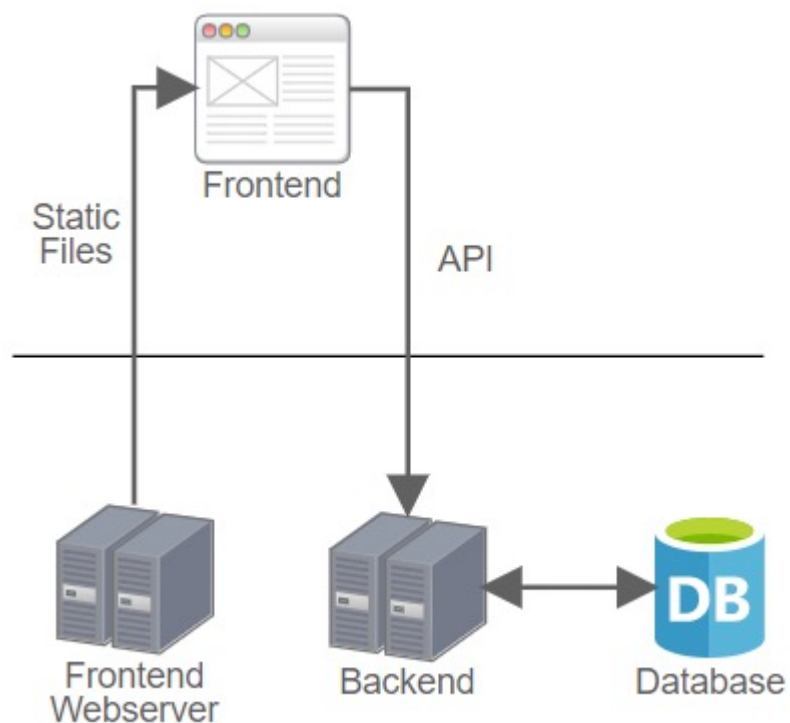 Frontend
Static
Files
API
DB
Frontend
Webserver
Backend
Database